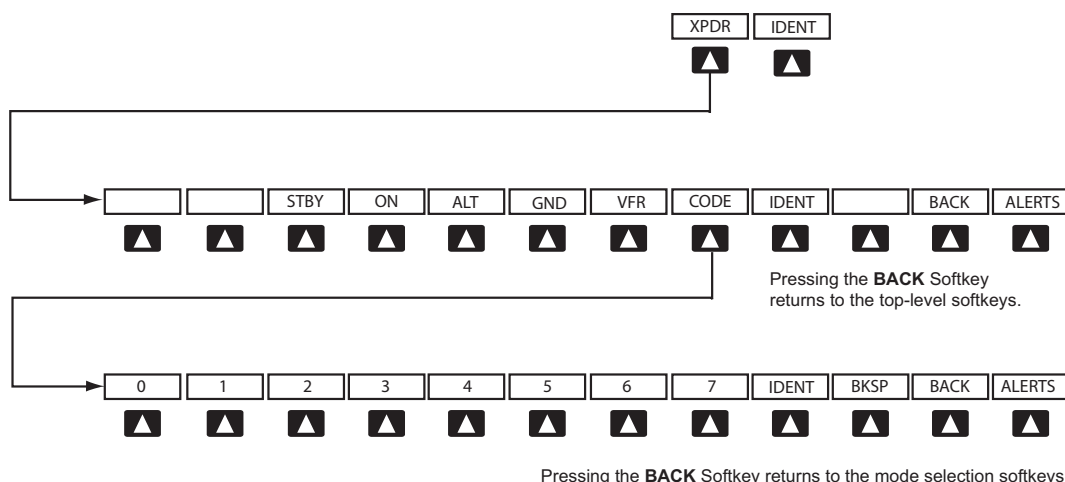 XPDR IDENT
STBY ON ALT GND VFR CODE IDENT BACK ALERTS
Pressing the BACK Softkey
returns to the top-level softkeys.
0 1 2 3 4 5 6 7 IDENT BKSP BACK ALERTS
Pressing the BACK Softkey returns to the mode selection softkeys